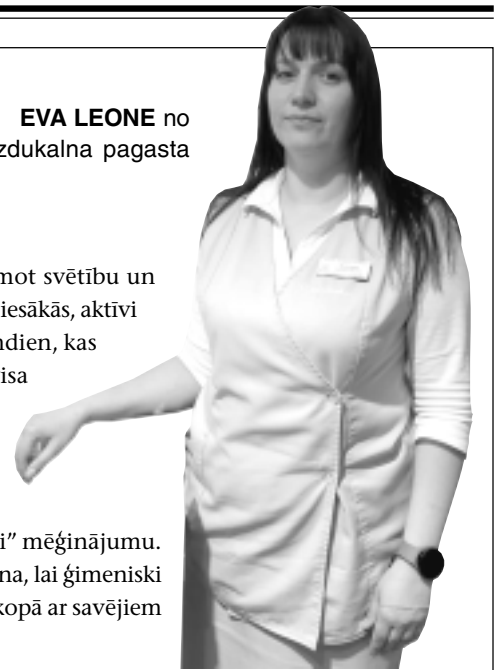 EVA LEONE no
zdukalna pagasta
mot svētību un
iesākās, aktīvi
ndien, kas
isa
i” mēģinājumu.
na, lai ģimeniski
kopā ar savējiem